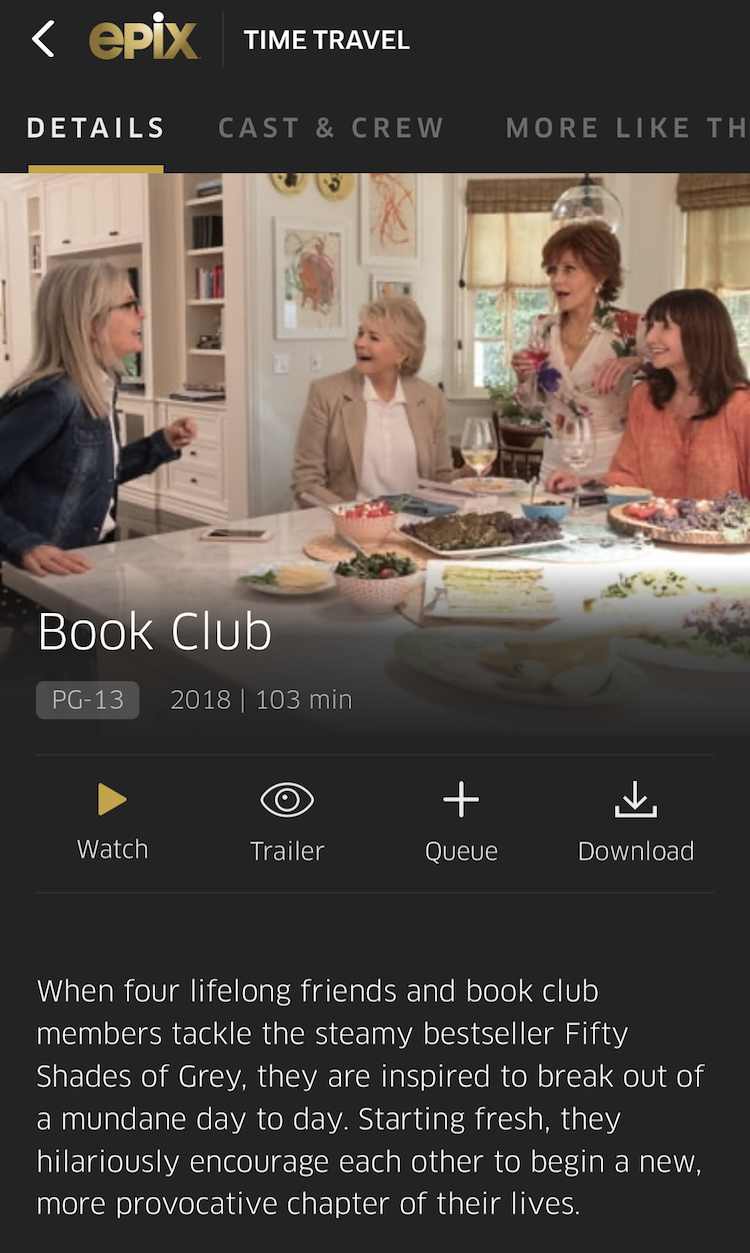 epix
TIME TRAVEL
DETAILS
CAST & CREW
MORE LIKE TH
Book Club
PG-13
2018 | 103 min
Watch
Trailer
Queue
Download
When four lifelong friends and book club
members tackle the steamy bestseller Fifty
Shades of Grey, they are inspired to break out of
a mundane day to day. Starting fresh, they
hilariously encourage each other to begin a new,
more provocative chapter of their lives.